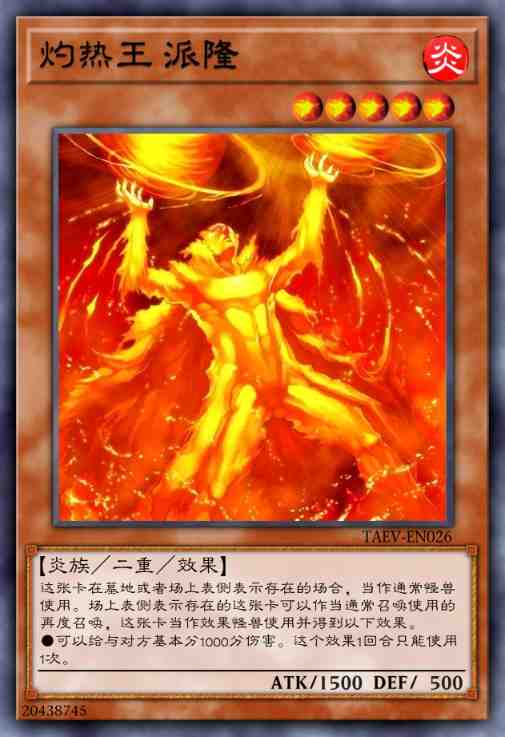 灼热王 派隆
炎
TAEV-EN026
【炎族／二重／效果】
这张卡在墓地或者场上表侧表示存在的场合，当作通常怪兽
使用。场上表侧表示存在的这张卡可以作当通常召唤使用的
再度召唤，这张卡当作效果怪兽使用并得到以下效果。
●可以给与对方基本分1000分伤害。这个效果1回合只能使用
1次。
ATK/1500 DEF/ 500
20438745